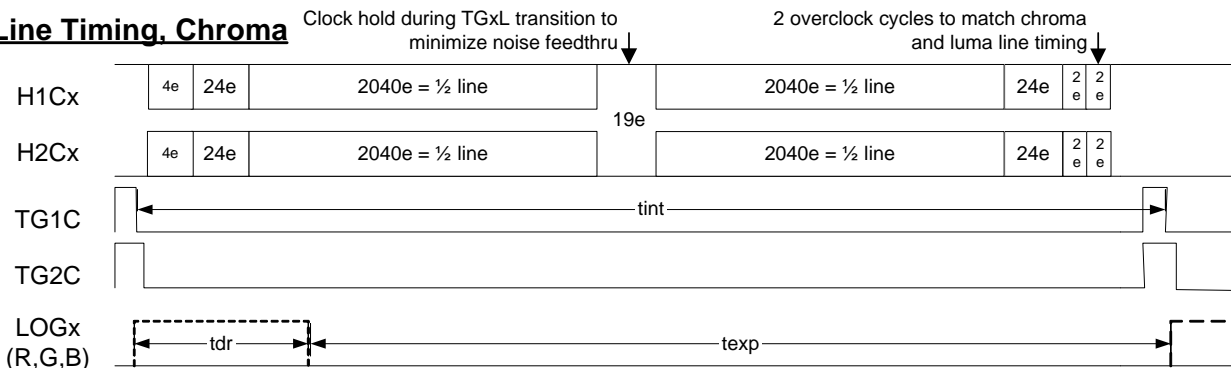 Line Timing, Chroma
Clock hold during TGxL transition to
minimize noise feedthru
2 overclock cycles to match chroma
and luma line timing
H1Cx
4e
24e
2040e = ½ line
2040e = ½ line
24e
2
e
2
e
19e
H2Cx
4e
24e
2040e = ½ line
2040e = ½ line
24e
2
e
2
e
TG1C
tint
TG2C
LOGx
(R,G,B)
tdr
texp